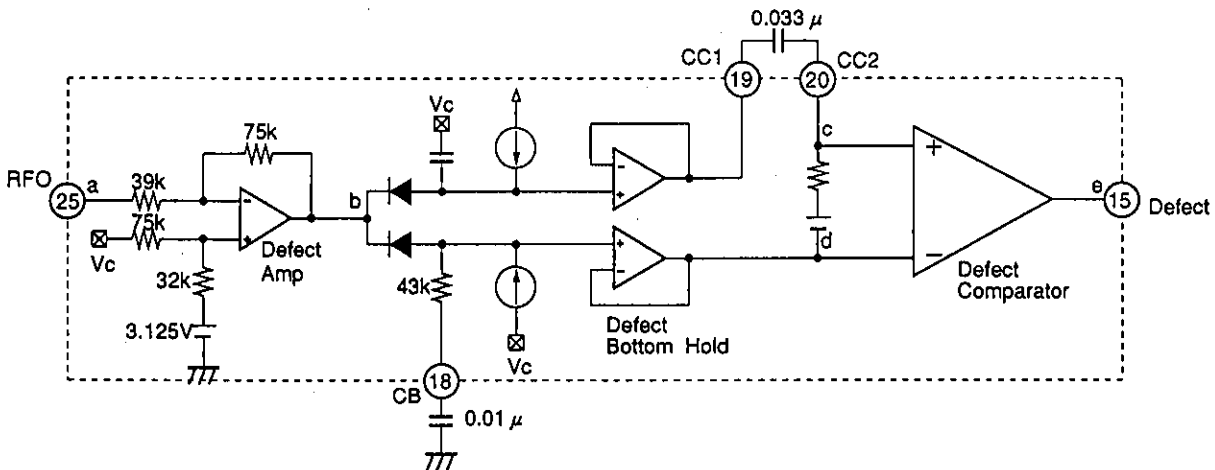 0.033 μ
CC1
CC2
19
20
Vc
75k
RFO
a
39k
b
c
25
75k
Vc
Defect
Amp
32k
3.125V
43k
Defect
Bottom Hold
Vc
d
e
15
Defect
Defect
Comparator
CB
18
0.01 μ